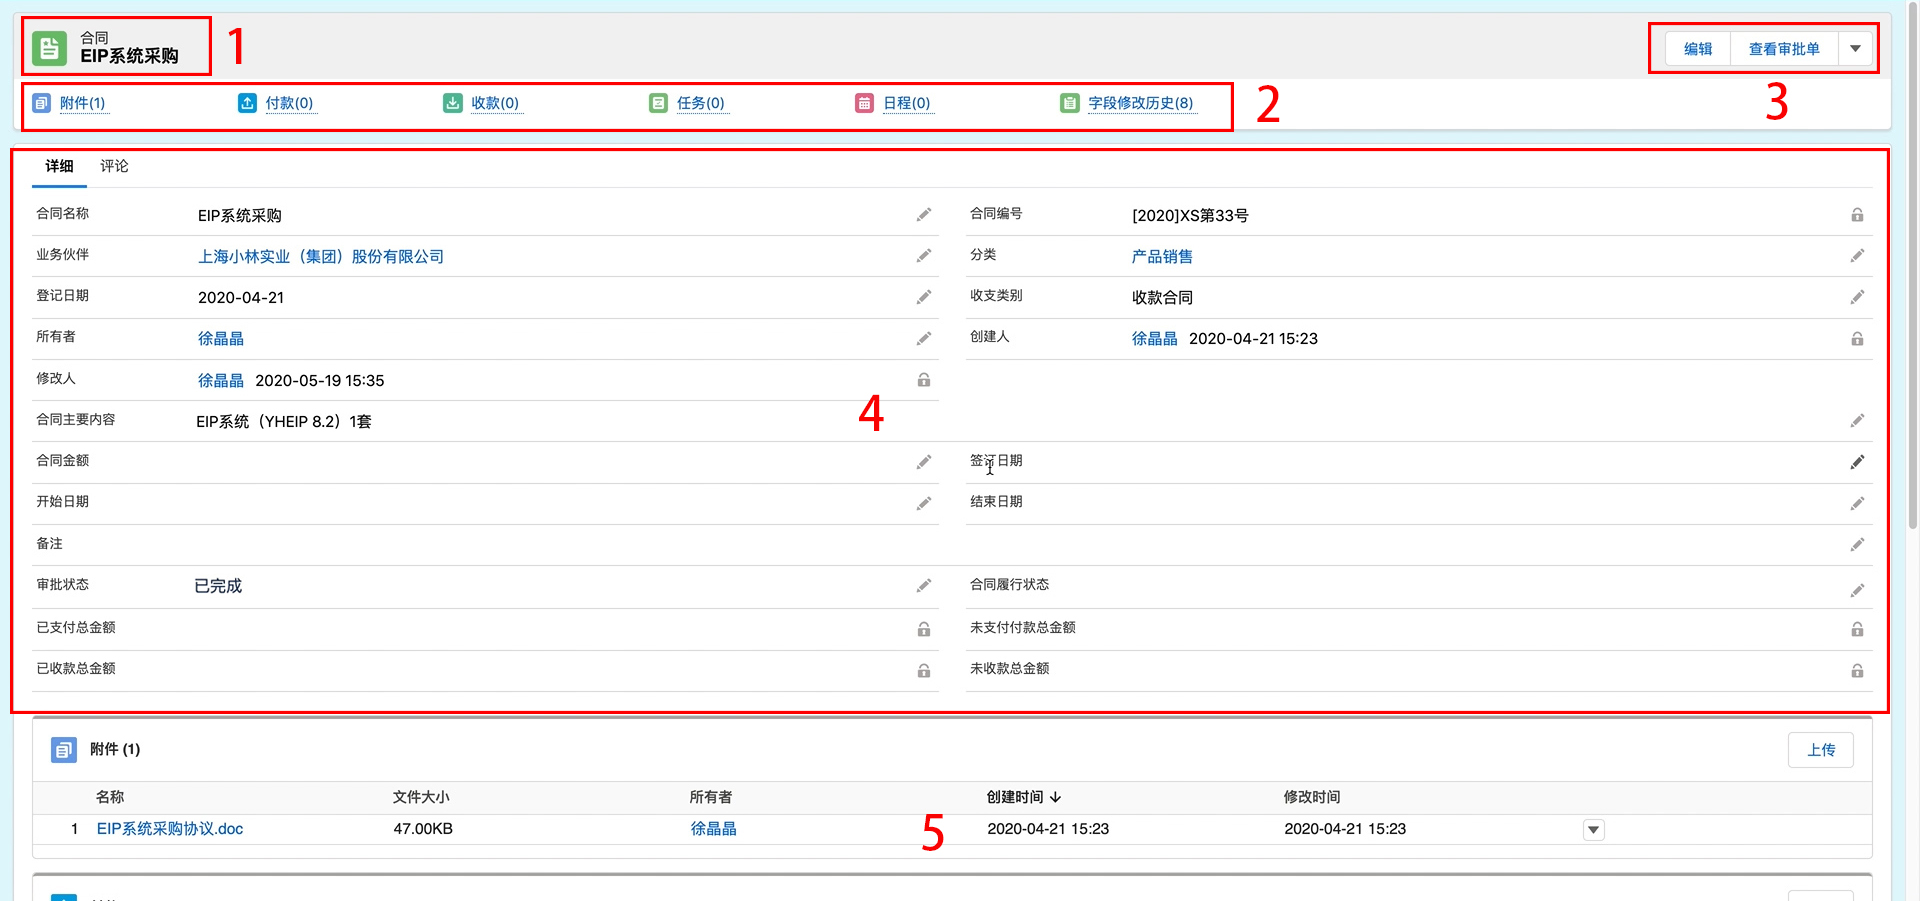 合同
EIP系统采购
1
编辑 查看审批单
附件(1) 付款(0) 收款(0) 任务(0) 日程(0) 字段修改历史(8)
2
3
详细 评论
合同名称 EIP系统采购 合同编号 [2020]XS第33号
业务伙伴 上海小林实业（集团）股份有限公司 分类 产品销售
登记日期 2020-04-21 收支类别 收款合同
所有者 徐晶晶 创建人 徐晶晶 2020-04-21 15:23
修改人 徐晶晶 2020-05-19 15:35
4
合同主要内容 EIP系统（YHEIP 8.2）1套
合同金额 签订日期
开始日期 结束日期
备注
审批状态 已完成 合同履行状态
已支付总金额 未支付付款总金额
已收款总金额 未收款总金额
附件 (1) 上传
名称 文件大小 所有者 创建时间 修改时间
1 EIP系统采购协议.doc 47.00KB 徐晶晶 2020-04-21 15:23 2020-04-21 15:23
5